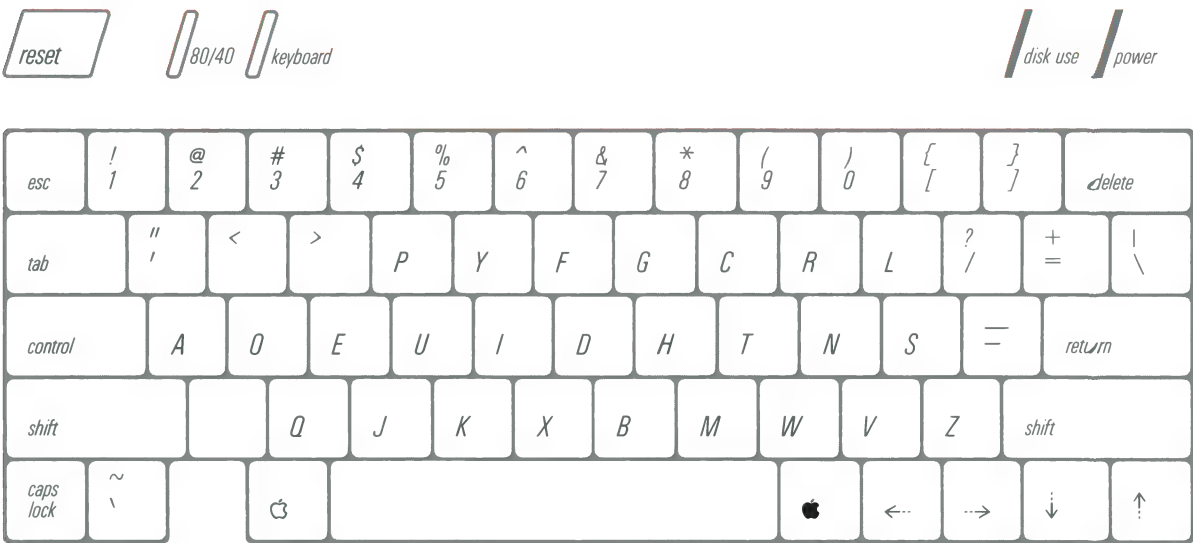 reset 80/40 keyboard disk use power
! @ # $ % ^ & * ( ) { }
esc 1 2 3 4 5 6 7 8 9 0 [ ] delete
" < > ? + |
tab ' P Y F G C R L / = \
control A O E U I D H T N S — – return
shift Q J K X B M W V Z shift
caps ~
lock ` ← → ↓ ↑